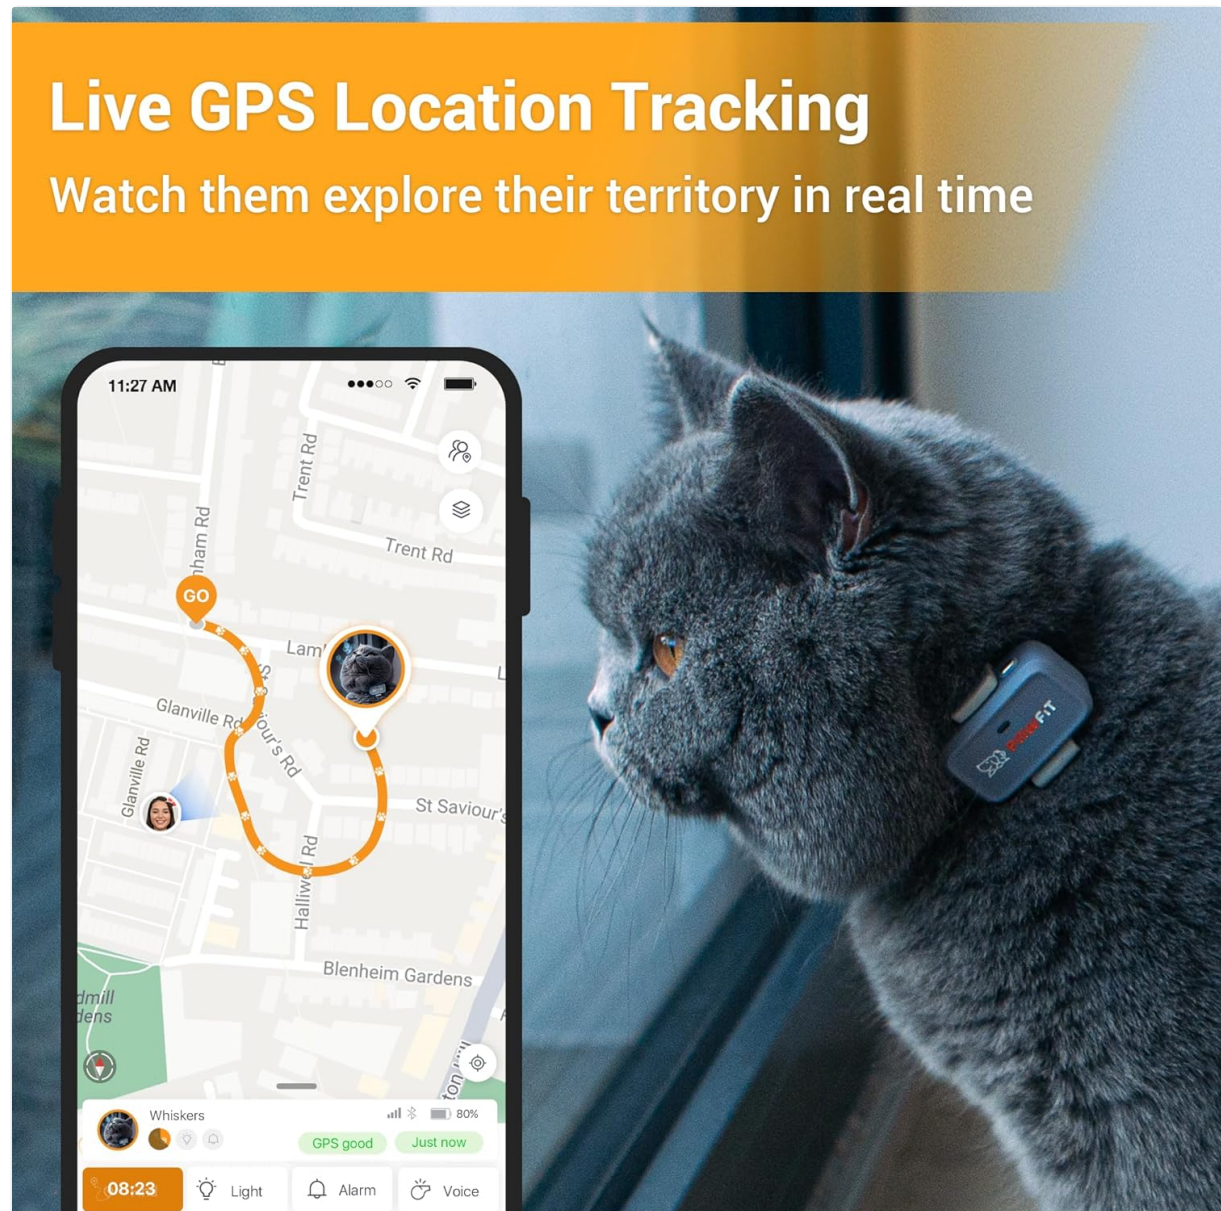 Live GPS Location Tracking
Watch them explore their territory in real time
11:27 AM
Trent Rd
Trent Rd
GO
Glanville Rd
Glanville Rd
St Saviour's
Halliwell Rd
Blenheim Gardens
PAWFIT
Whiskers
80%
GPS good
Just now
08:23
Light
Alarm
Voice